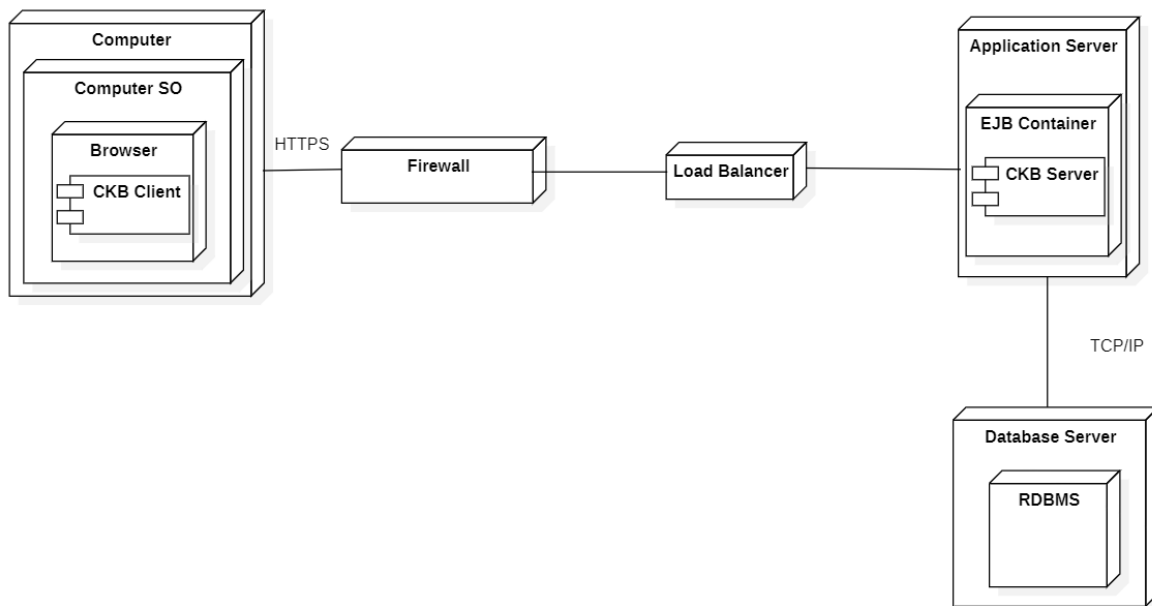 Computer
Computer SO
Browser
CKB Client
HTTPS
Firewall
Load Balancer
Application Server
EJB Container
CKB Server
TCP/IP
Database Server
RDBMS